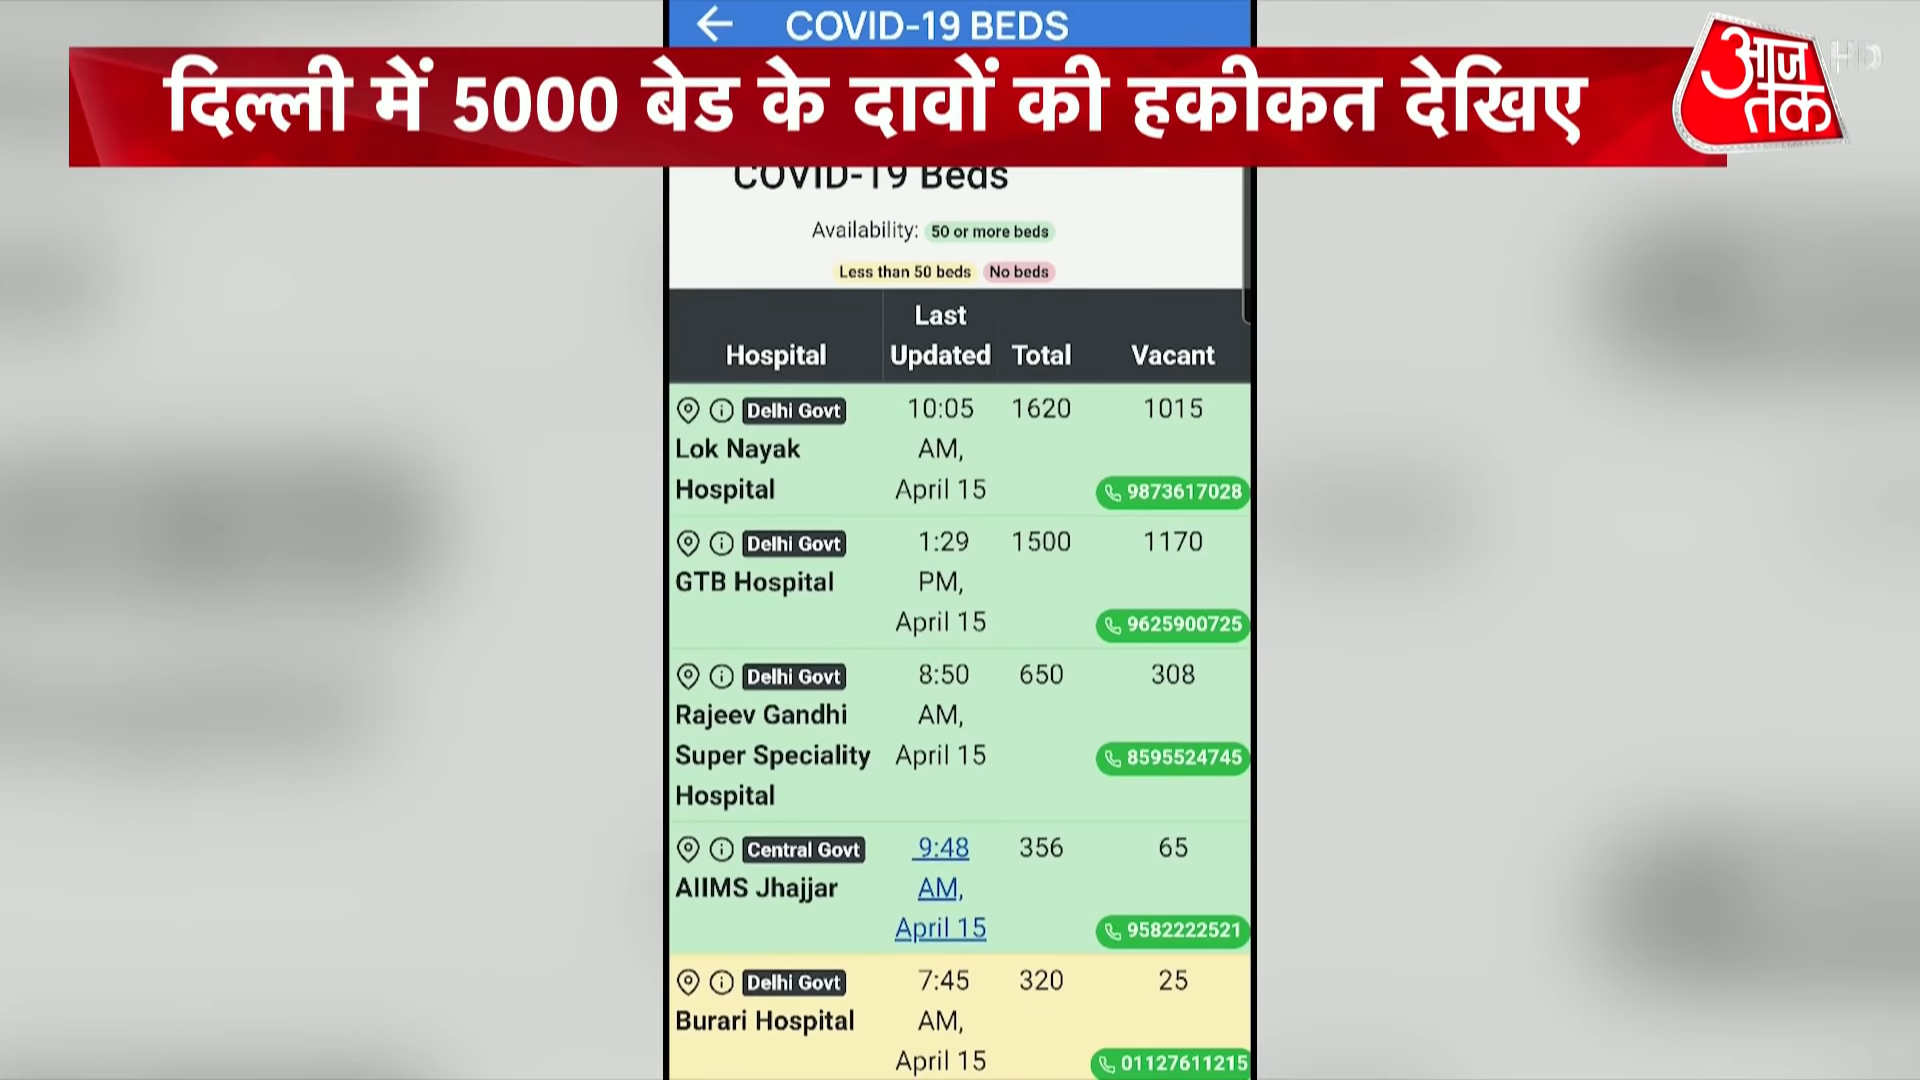 COVID-19 BEDS
दिल्ली में 5000 बेड के दावों की हकीकत देखिए
आज तक HD
COVID-19 Beds
Availability: 50 or more beds
Less than 50 beds No beds
Hospital Last Updated Total Vacant
Delhi Govt 10:05 1620 1015
Lok Nayak AM,
Hospital April 15 9873617028
Delhi Govt 1:29 1500 1170
GTB Hospital PM,
April 15 9625900725
Delhi Govt 8:50 650 308
Rajeev Gandhi AM,
Super Speciality April 15 8595524745
Hospital
Central Govt 9:48 356 65
AIIMS Jhajjar AM,
April 15 9582222521
Delhi Govt 7:45 320 25
Burari Hospital AM,
April 15 01127611215